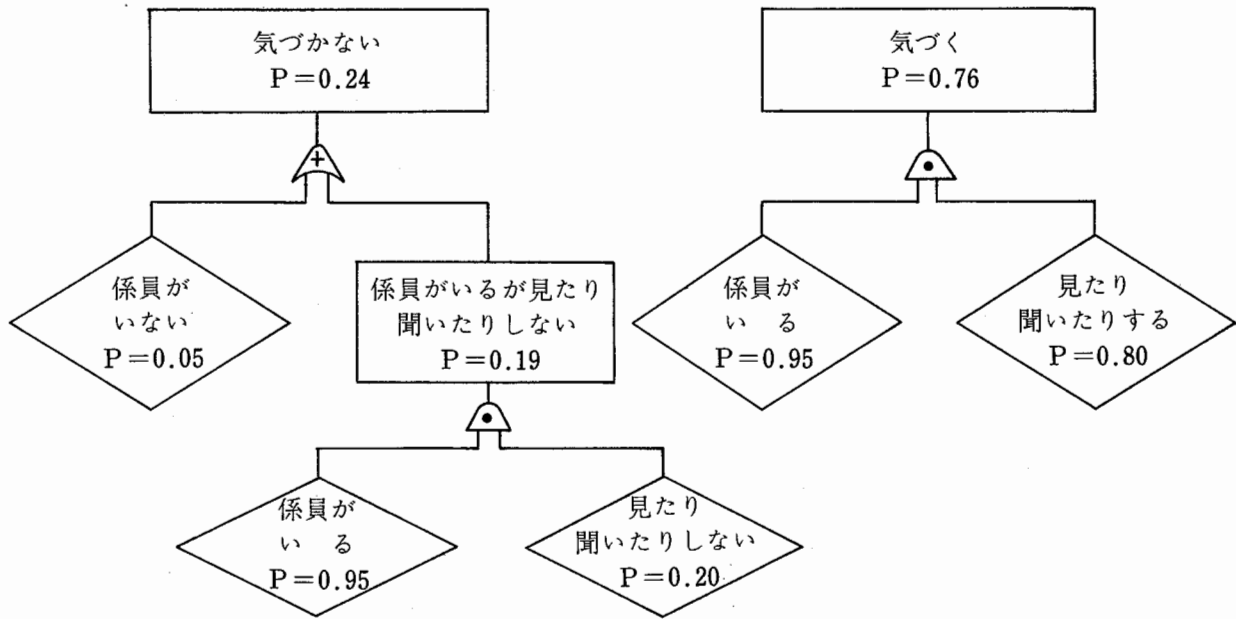 気づかない
P=0.24
気づく
P=0.76
+
係員が
いない
P=0.05
係員がいるが見たり
聞いたりしない
P=0.19
係員が
い る
P=0.95
見たり
聞いたりする
P=0.80
係員が
い る
P=0.95
見たり
聞いたりしない
P=0.20